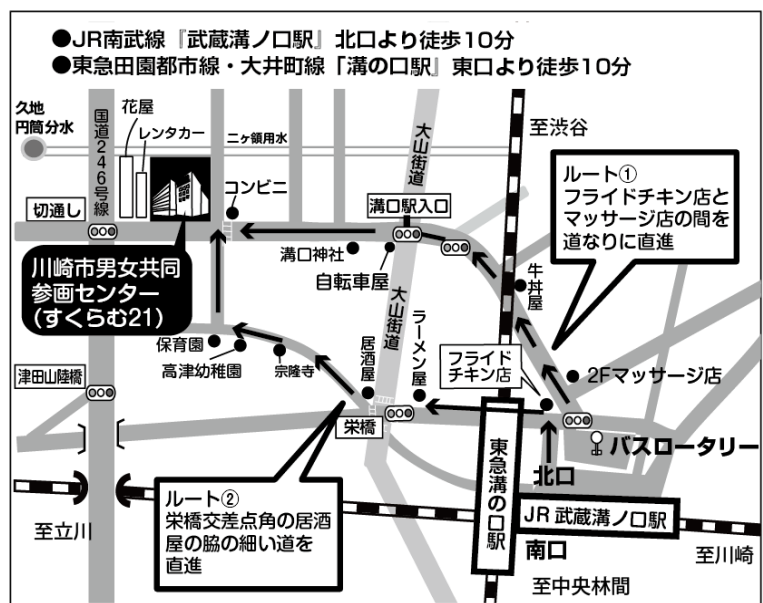 ●JR南武線『武蔵溝ノ口駅』北口より徒歩10分
●東急田園都市線・大井町線「溝の口駅」東口より徒歩10分
久地
円筒分水
国道246号線
花屋
レンタカー
ニヶ領用水
大山街道
至渋谷
ルート①
フライドチキン店と
マッサージ店の間を
道なりに直進
切通し
コンビニ
溝口駅入口
川崎市男女共同
参画センター
(すくらむ21)
溝口神社
自転車屋
牛丼屋
大山街道
保育園
高津幼稚園
宗隆寺
居酒屋
ラーメン屋
フライド
チキン店
2Fマッサージ店
津田山陸橋
栄橋
東急溝の口駅
北口
バスロータリー
ルート②
栄橋交差点角の居酒
屋の脇の細い道を
直進
JR 武蔵溝ノ口駅
至立川
南口
至川崎
至中央林間